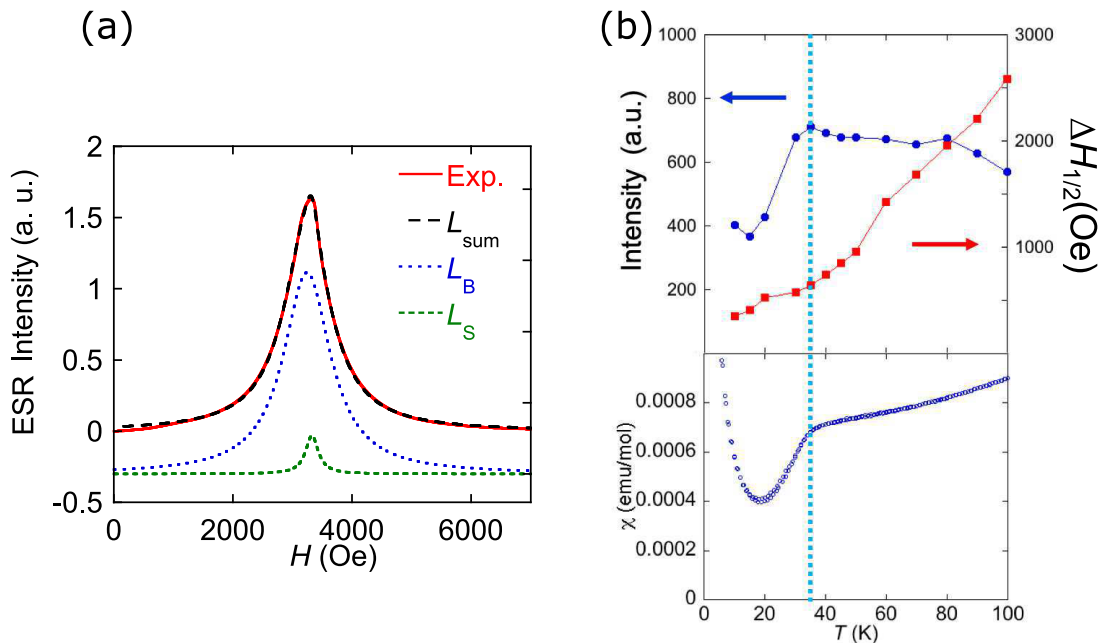 (a)
2
1.5
1
0.5
0
-0.5
ESR Intensity (a. u.)
0
2000
4000
6000
H (Oe)
Exp.
L_sum
L_B
L_S
(b)
1000
800
600
400
200
Intensity (a.u.)
3000
2000
1000
ΔH_1/2(Oe)
0.0008
0.0006
0.0004
0.0002
0
χ (emu/mol)
0
20
40
60
80
100
T (K)